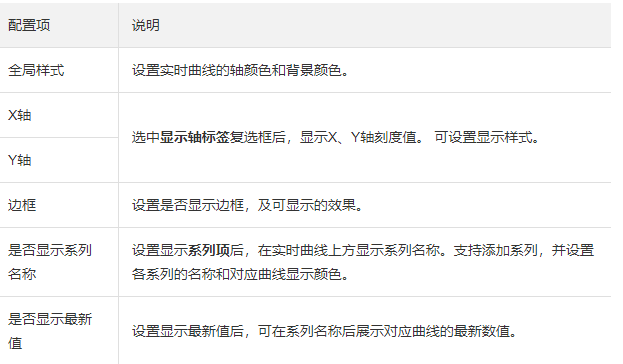 配置项
说明
全局样式
设置实时曲线的轴颜色和背景颜色。
X轴
选中显示轴标签复选框后，显示X、Y轴刻度值。 可设置显示样式。
Y轴
边框
设置是否显示边框，及可显示的效果。
是否显示系列
名称
设置显示系列项后，在实时曲线上方显示系列名称。支持添加系列，并设置
各系列的名称和对应曲线显示颜色。
是否显示最新
值
设置显示最新值后，可在系列名称后展示对应曲线的最新数值。